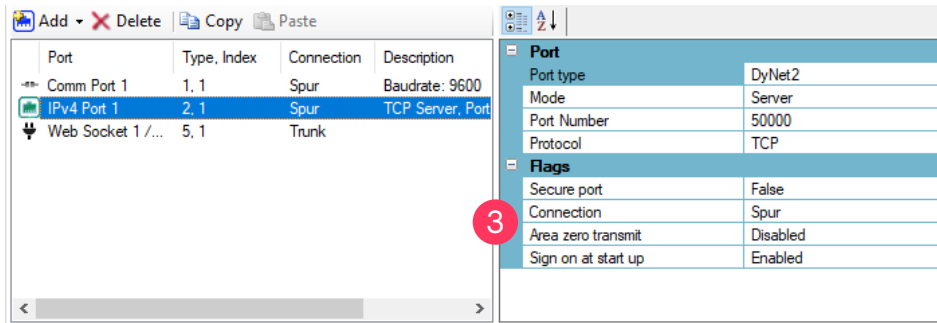 Add Delete Copy Paste
Port Type, Index Connection Description
Comm Port 1 1, 1 Spur Baudrate: 9600
IPv4 Port 1 2, 1 Spur TCP Server, Port
Web Socket 1 /... 5, 1 Trunk
A Z
Port
Port type DyNet2
Mode Server
Port Number 50000
Protocol TCP
Flags
Secure port False
3
Connection Spur
Area zero transmit Disabled
Sign on at start up Enabled